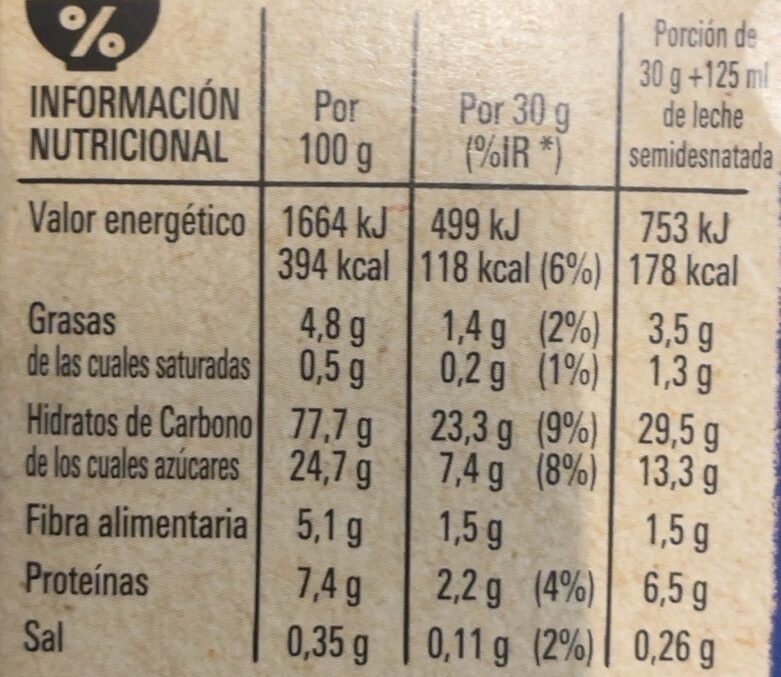 %
Porción de
30 g +125 ml
de leche
semidesnatada
INFORMACIÓN
NUTRICIONAL
Por
100 g
Por 30 g
(%IR *)
Valor energético 1664 kJ 499 kJ 753 kJ
394 kcal 118 kcal (6%) 178 kcal
Grasas 4,8 g 1,4 g (2%) 3,5 g
de las cuales saturadas 0,5 g 0,2 g (1%) 1,3 g
Hidratos de Carbono 77,7 g 23,3 g (9%) 29,5 g
de los cuales azúcares 24,7 g 7,4 g (8%) 13,3 g
Fibra alimentaria 5,1 g 1,5 g 1,5 g
Proteínas 7,4 g 2,2 g (4%) 6,5 g
Sal 0,35 g 0,11 g (2%) 0,26 g